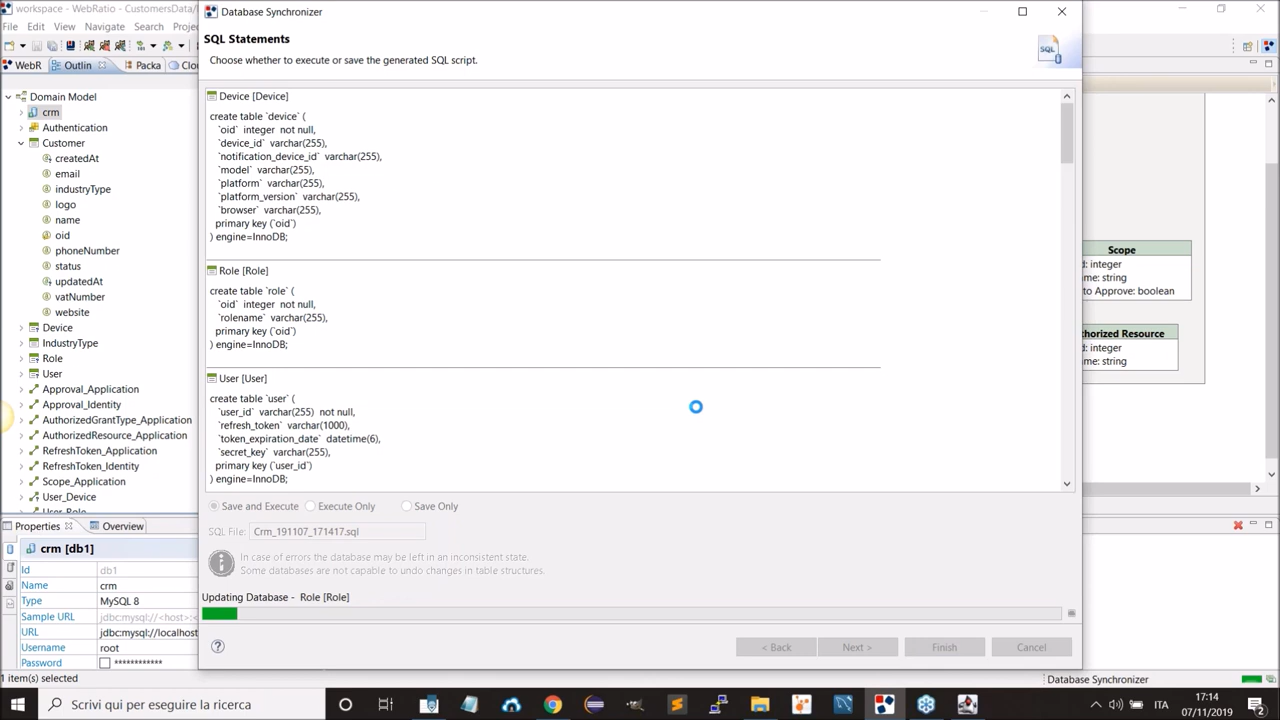 workspace - WebRatio - CustomersData/
Database Synchronizer
File Edit View Navigate Search Project
SQL Statements
Choose whether to execute or save the generated SQL script.
SQL
WebR Outlin Packa Clou
Domain Model
crm
Authentication
Customer
createdAt
email
industryType
logo
name
oid
phoneNumber
status
updatedAt
vatNumber
website
Device
IndustryType
Role
User
Approval_Application
Approval_Identity
AuthorizedGrantType_Application
AuthorizedResource_Application
RefreshToken_Application
RefreshToken_Identity
Scope_Application
User_Device
User_Role
Device [Device]
create table `device` (
`oid` integer not null,
`device_id` varchar(255),
`notification_device_id` varchar(255),
`model` varchar(255),
`platform` varchar(255),
`platform_version` varchar(255),
`browser` varchar(255),
primary key (`oid`)
) engine=InnoDB;
Role [Role]
create table `role` (
`oid` integer not null,
`rolename` varchar(255),
primary key (`oid`)
) engine=InnoDB;
User [User]
create table `user` (
`user_id` varchar(255) not null,
`refresh_token` varchar(1000),
`token_expiration_date` datetime(6),
`secret_key` varchar(255),
primary key (`user_id`)
) engine=InnoDB;
Scope
d: integer
me: string
to Approve: boolean
horized Resource
d: integer
me: string
Save and Execute Execute Only Save Only
SQL File: Crm_191107_171417.sql
In case of errors the database may be left in an inconsistent state.
Some databases are not capable to undo changes in table structures.
Updating Database - Role [Role]
< Back Next > Finish Cancel
Properties Overview
crm [db1]
Id db1
Name crm
Type MySQL 8
Sample URL jdbc:mysql://<host>:<
URL jdbc:mysql://localhost
Username root
Password ************
1 item(s) selected
Database Synchronizer
Scrivi qui per eseguire la ricerca
ITA
17:14
07/11/2019
2